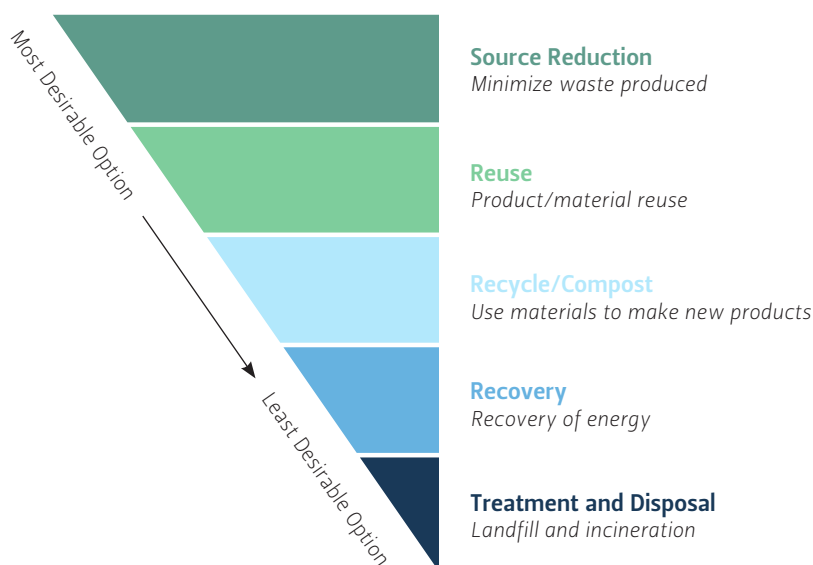 Most Desirable Option
Least Desirable Option
Source Reduction
Minimize waste produced
Reuse
Product/material reuse
Recycle/Compost
Use materials to make new products
Recovery
Recovery of energy
Treatment and Disposal
Landfill and incineration